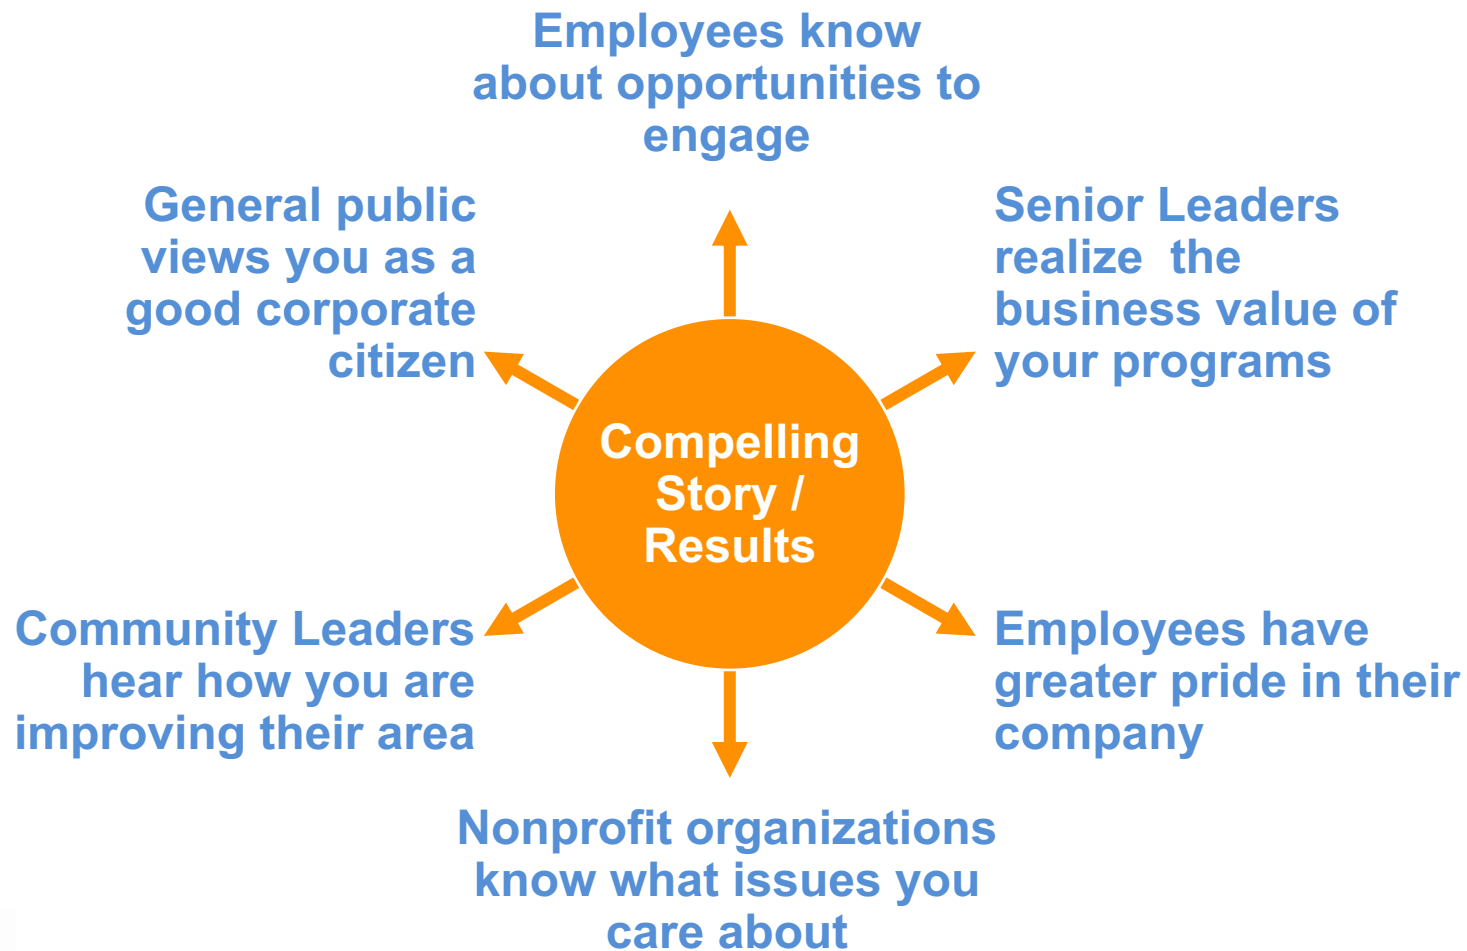 Employees know
about opportunities to
engage
General public
views you as a
good corporate
citizen
Senior Leaders
realize  the
business value of
your programs
Compelling
Story /
Results
Community Leaders
hear how you are
improving their area
Employees have
greater pride in their
company
Nonprofit organizations
know what issues you
care about